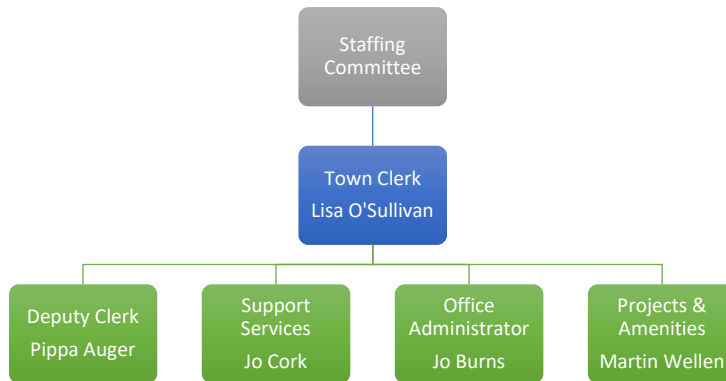 Staffing
Committee
Town Clerk
Lisa O'Sullivan
Deputy Clerk
Pippa Auger
Support
Services
Jo Cork
Office
Administrator
Jo Burns
Projects &
Amenities
Martin Wellen